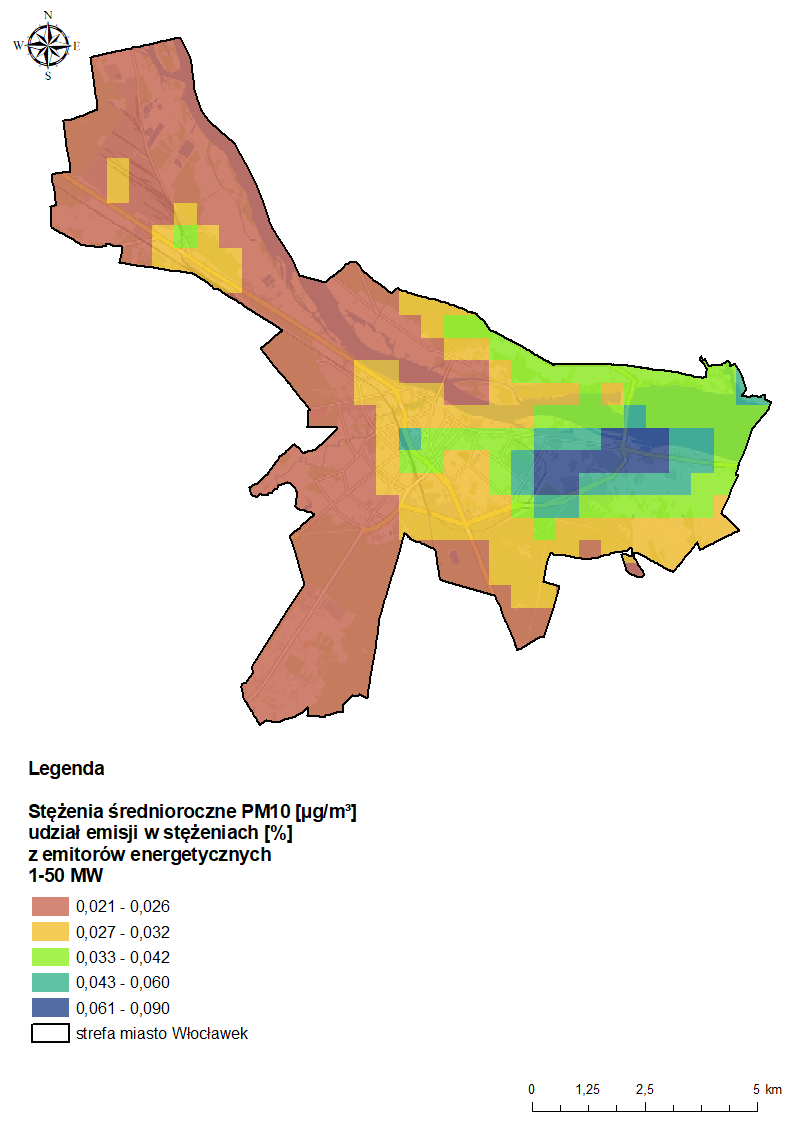 N
W E
S
Legenda
Stężenia średnioroczne PM10 [µg/m³]
udział emisji w stężeniach [%]
z emitorów energetycznych
1-50 MW
0,021 - 0,026
0,027 - 0,032
0,033 - 0,042
0,043 - 0,060
0,061 - 0,090
strefa miasto Włocławek
0 1,25 2,5 5 km